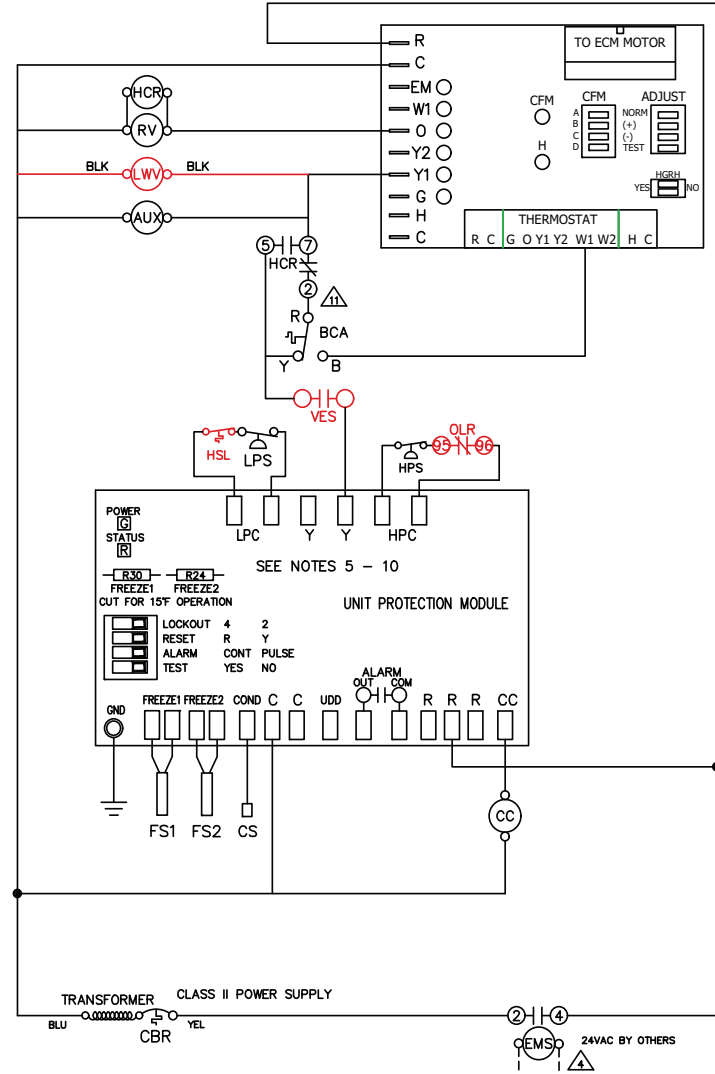 R
TO ECM MOTOR
C
EM
HCR
CFM
CFM
ADJUST
W1
A
NORM
B
(+)
C
(-)
D
TEST
RV
O
H
Y2
BLK
LWV
BLK
Y1
HGRH
YES
NO
G
AUX
H
THERMOSTAT
C
R C G O Y1 Y2 W1 W2 H C
5
7
HCR
2
11
R
BCA
Y
B
VES
OLR
HSL
LPS
HPS
95
96
POWER
G
STATUS
R
LPC
Y
Y
HPC
SEE NOTES 5 - 10
R30
R24
FREEZE1
FREEZE2
CUT FOR 15°F OPERATION
UNIT PROTECTION MODULE
LOCKOUT 4 2
RESET R Y
ALARM CONT PULSE
TEST YES NO
ALARM
OUT
COM
GND
FREEZE1 FREEZE2 COND C C UDD
R R R CC
FS1
FS2
CS
CC
TRANSFORMER
CLASS II POWER SUPPLY
BLU
CBR
YEL
2
4
EMS
24VAC BY OTHERS
4